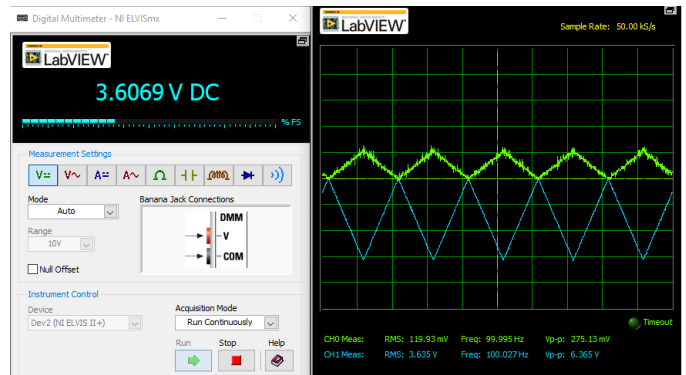 Digital Multimeter - NI ELVISmx
LabVIEW
3.6069 V DC
% FS
Measurement Settings
V= V~ A= A~ Ω
Mode
Auto
Banana Jack Connections
DMM
V
COM
Range
10V
Null Offset
Instrument Control
Device
Dev2 (NI ELVIS II+)
Acquisition Mode
Run Continuously
Run Stop Help
LabVIEW
Sample Rate: 50.00 kS/s
Timeout
CH0 Meas: RMS: 119.93 mV Freq: 99.995 Hz Vp-p: 275.13 mV
CH1 Meas: RMS: 3.635 V Freq: 100.027 Hz Vp-p: 6.365 V